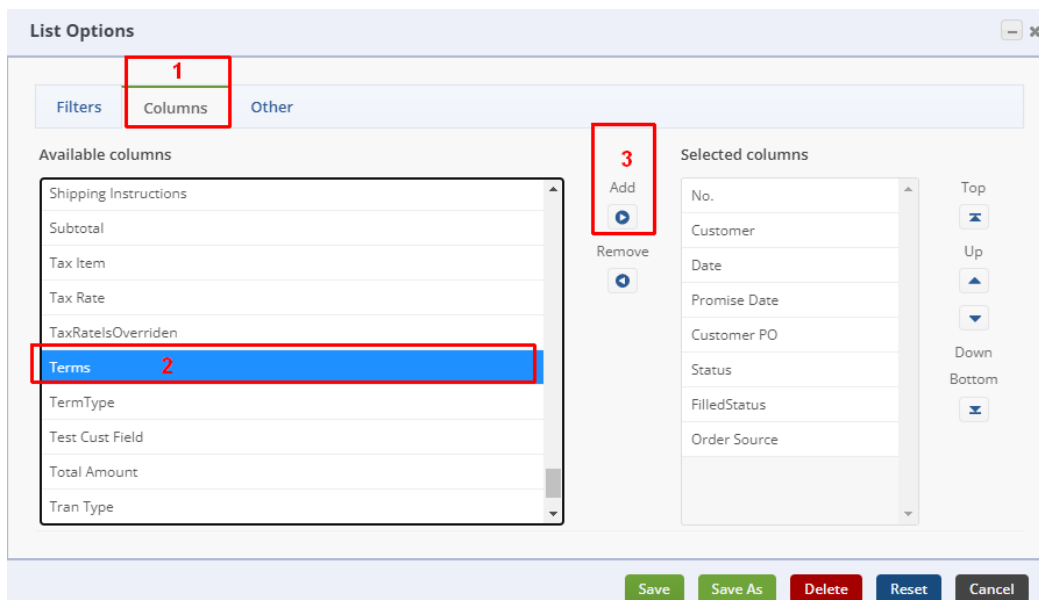 List Options
1
Filters
Columns
Other
Available columns
Shipping Instructions
Subtotal
Tax Item
Tax Rate
TaxRateIsOverriden
Terms 2
TermType
Test Cust Field
Total Amount
Tran Type
3
Add
Remove
Selected columns
No.
Customer
Date
Promise Date
Customer PO
Status
FilledStatus
Order Source
Top
Up
Down
Bottom
Save
Save As
Delete
Reset
Cancel